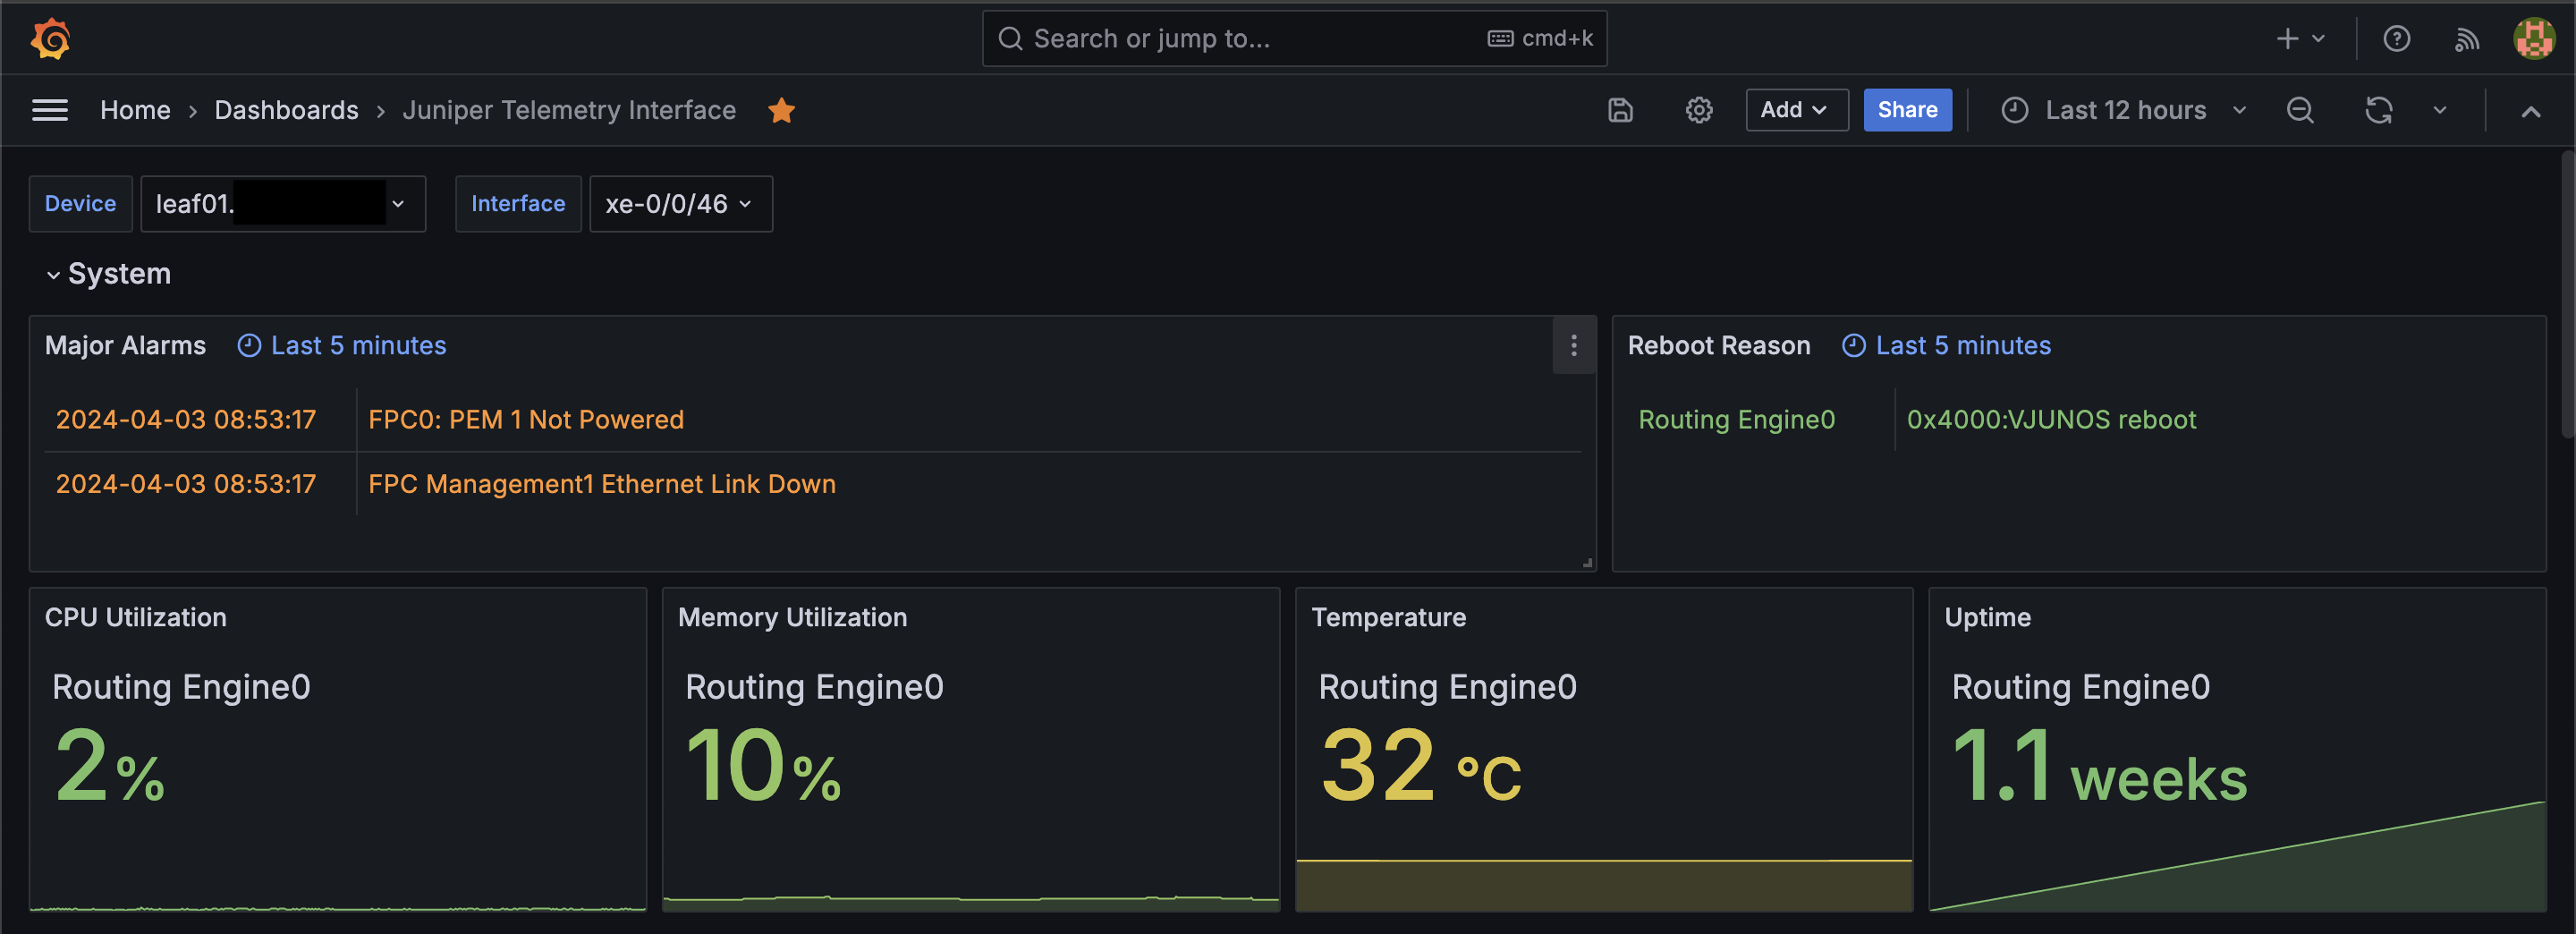 Search or jump to... cmd+k
Home › Dashboards › Juniper Telemetry Interface
Add Share Last 12 hours
Device leaf01. Interface xe-0/0/46
System
Major Alarms Last 5 minutes
2024-04-03 08:53:17 FPC0: PEM 1 Not Powered
2024-04-03 08:53:17 FPC Management1 Ethernet Link Down
Reboot Reason Last 5 minutes
Routing Engine0 0x4000:VJUNOS reboot
CPU Utilization
Routing Engine0
2%
Memory Utilization
Routing Engine0
10%
Temperature
Routing Engine0
32 °C
Uptime
Routing Engine0
1.1 weeks